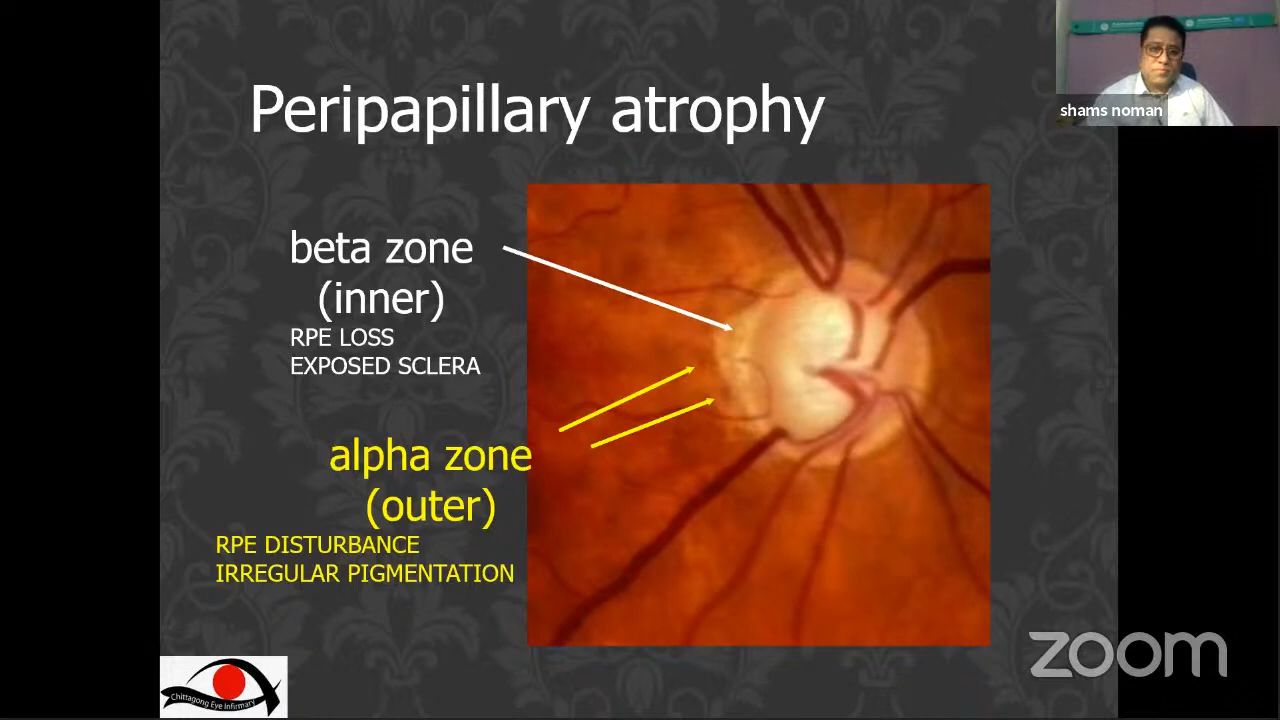 Peripapillary atrophy
shams noman
beta zone
(inner)
RPE LOSS
EXPOSED SCLERA
alpha zone
(outer)
RPE DISTURBANCE
IRREGULAR PIGMENTATION
Chittagong Eye Infirmary
zoom